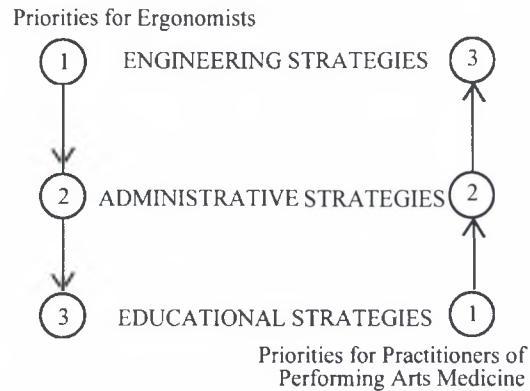 Priorities for Ergonomists
1 ENGINEERING STRATEGIES 3
2 ADMINISTRATIVE STRATEGIES 2
3 EDUCATIONAL STRATEGIES 1
Priorities for Practitioners of
Performing Arts Medicine